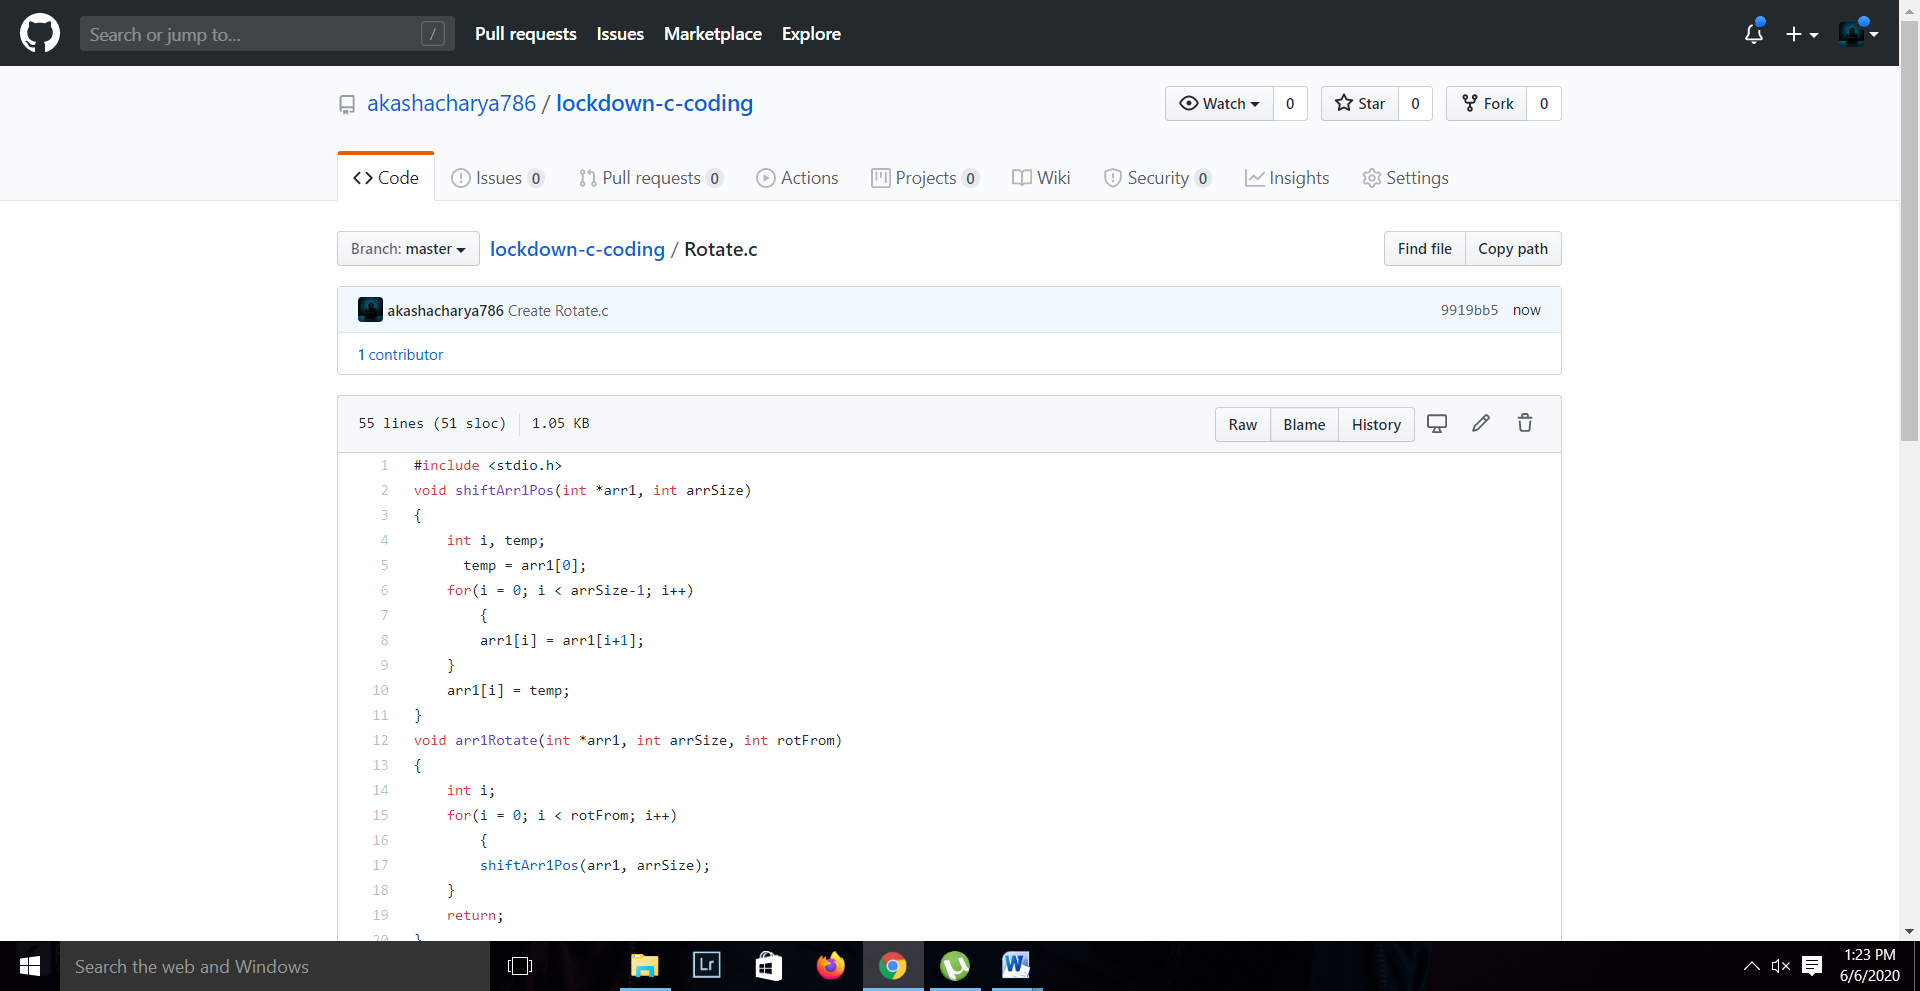 Search or jump to... / Pull requests Issues Marketplace Explore
akashacharya786 / lockdown-c-coding Watch 0 Star 0 Fork 0
Code Issues 0 Pull requests 0 Actions Projects 0 Wiki Security 0 Insights Settings
Branch: master lockdown-c-coding / Rotate.c Find file Copy path
akashacharya786 Create Rotate.c 9919bb5 now
1 contributor
55 lines (51 sloc) 1.05 KB Raw Blame History
1 #include <stdio.h>
2 void shiftArr1Pos(int *arr1, int arrSize)
3 {
4 int i, temp;
5 temp = arr1[0];
6 for(i = 0; i < arrSize-1; i++)
7 {
8 arr1[i] = arr1[i+1];
9 }
10 arr1[i] = temp;
11 }
12 void arr1Rotate(int *arr1, int arrSize, int rotFrom)
13 {
14 int i;
15 for(i = 0; i < rotFrom; i++)
16 {
17 shiftArr1Pos(arr1, arrSize);
18 }
19 return;
20 }
Search the web and Windows Lr W 1:23 PM
6/6/2020